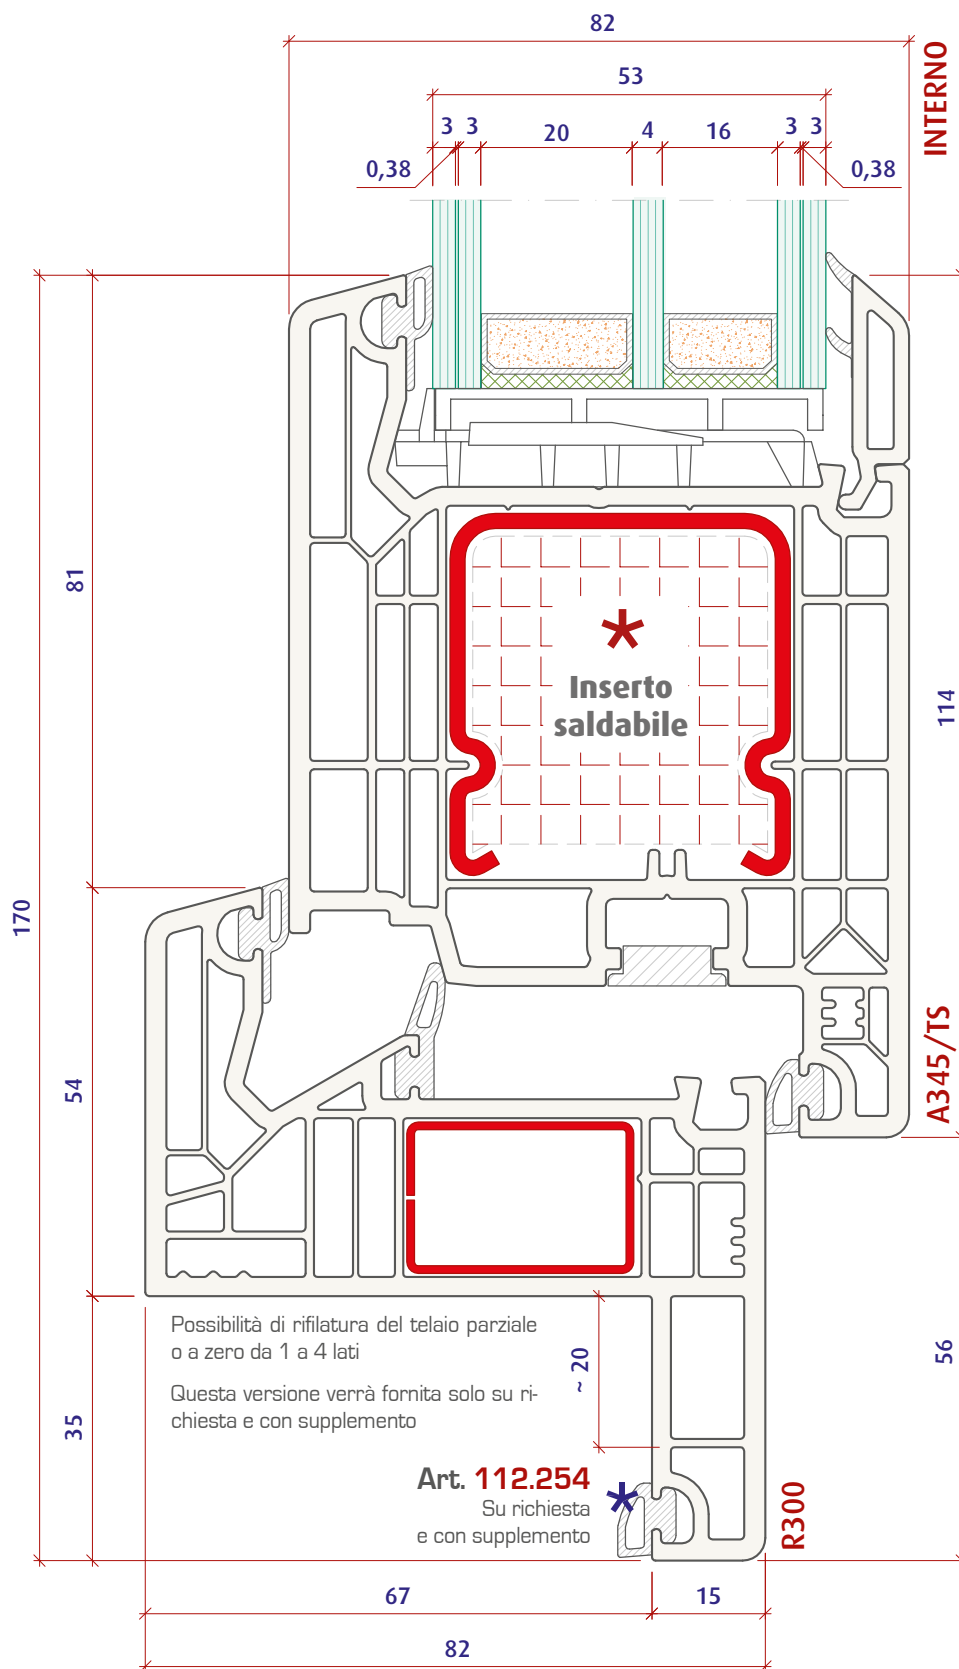 82
INTERNO
53
3 3 20 4 16 3 3
0,38 0,38
81
*
Inserto
saldabile
114
170
A345/TS
54
Possibilità di rifilatura del telaio parziale
o a zero da 1 a 4 lati
Questa versione verrà fornita solo su ri-
chiesta e con supplemento
~ 20
56
35
Art. 112.254
*
Su richiesta
e con supplemento
R300
67 15
82